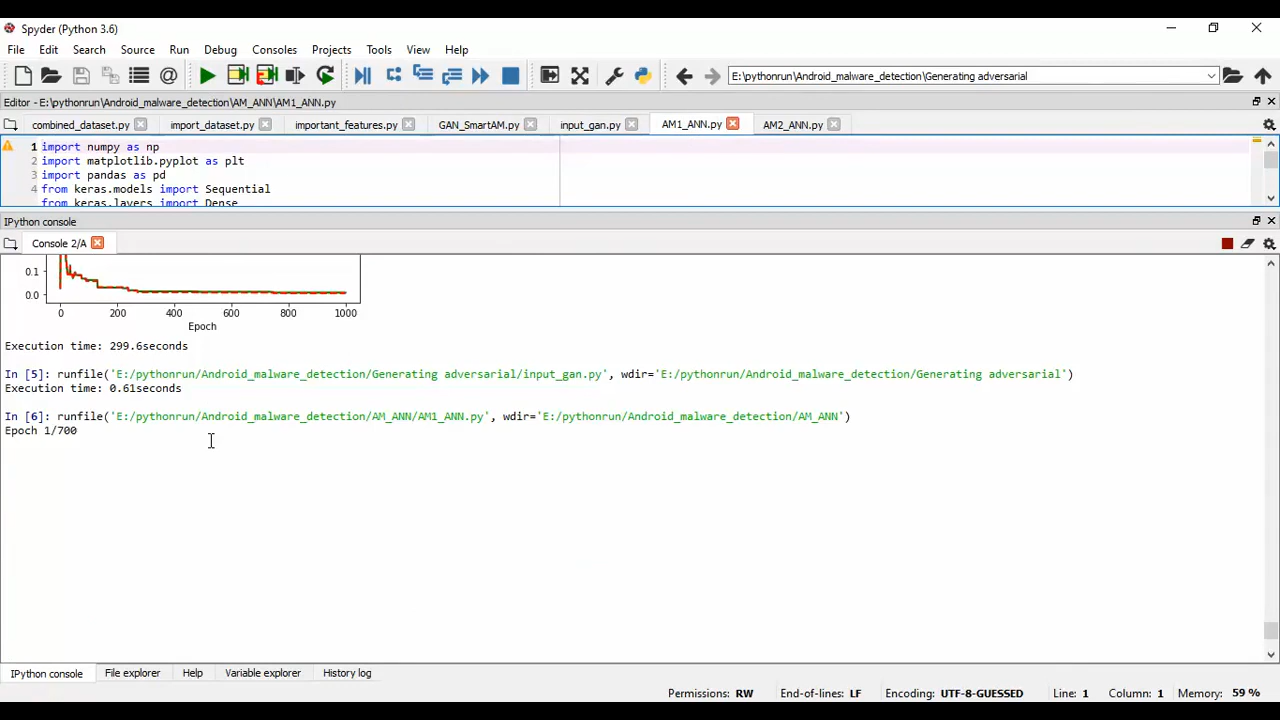 Spyder (Python 3.6)
File Edit Search Source Run Debug Consoles Projects Tools View Help
E:\pythonrun\Android_malware_detection\Generating adversarial
Editor - E:\pythonrun\Android_malware_detection\AM_ANN\AM1_ANN.py
combined_dataset.py import_dataset.py important_features.py GAN_SmartAM.py input_gan.py AM1_ANN.py AM2_ANN.py
1 import numpy as np
2 import matplotlib.pyplot as plt
3 import pandas as pd
4 from keras.models import Sequential
from keras.layers import Dense
IPython console
Console 2/A
0.1
0.0
0 200 400 600 800 1000
Epoch
Execution time: 299.6seconds
In [5]: runfile('E:/pythonrun/Android_malware_detection/Generating adversarial/input_gan.py', wdir='E:/pythonrun/Android_malware_detection/Generating adversarial')
Execution time: 0.61seconds
In [6]: runfile('E:/pythonrun/Android_malware_detection/AM_ANN/AM1_ANN.py', wdir='E:/pythonrun/Android_malware_detection/AM_ANN')
Epoch 1/700
IPython console File explorer Help Variable explorer History log
Permissions: RW End-of-lines: LF Encoding: UTF-8-GUESSED Line: 1 Column: 1 Memory: 59 %